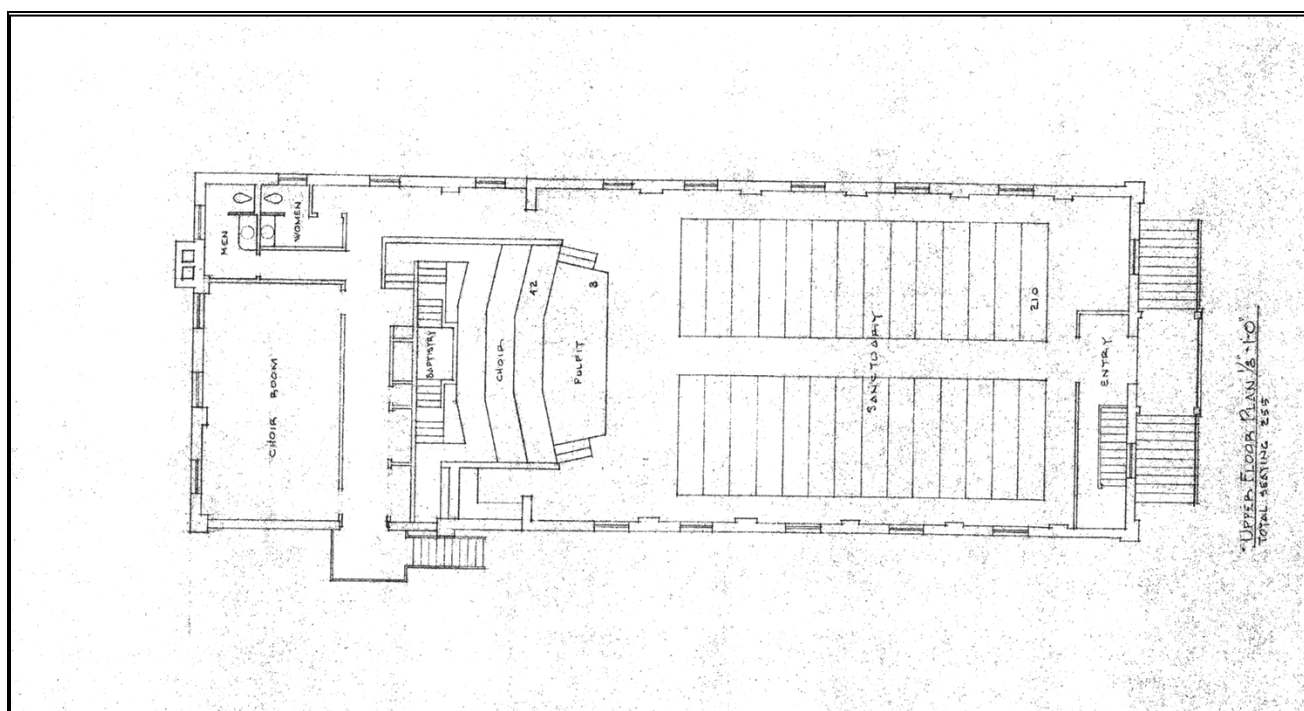 MEN
WOMEN
CHOIR ROOM
BAPTISTRY
CHOIR
42
PULPIT
3
SANCTUARY
210
ENTRY
UPPER FLOOR PLAN 1/8"=1'-0"
TOTAL SEATING 255